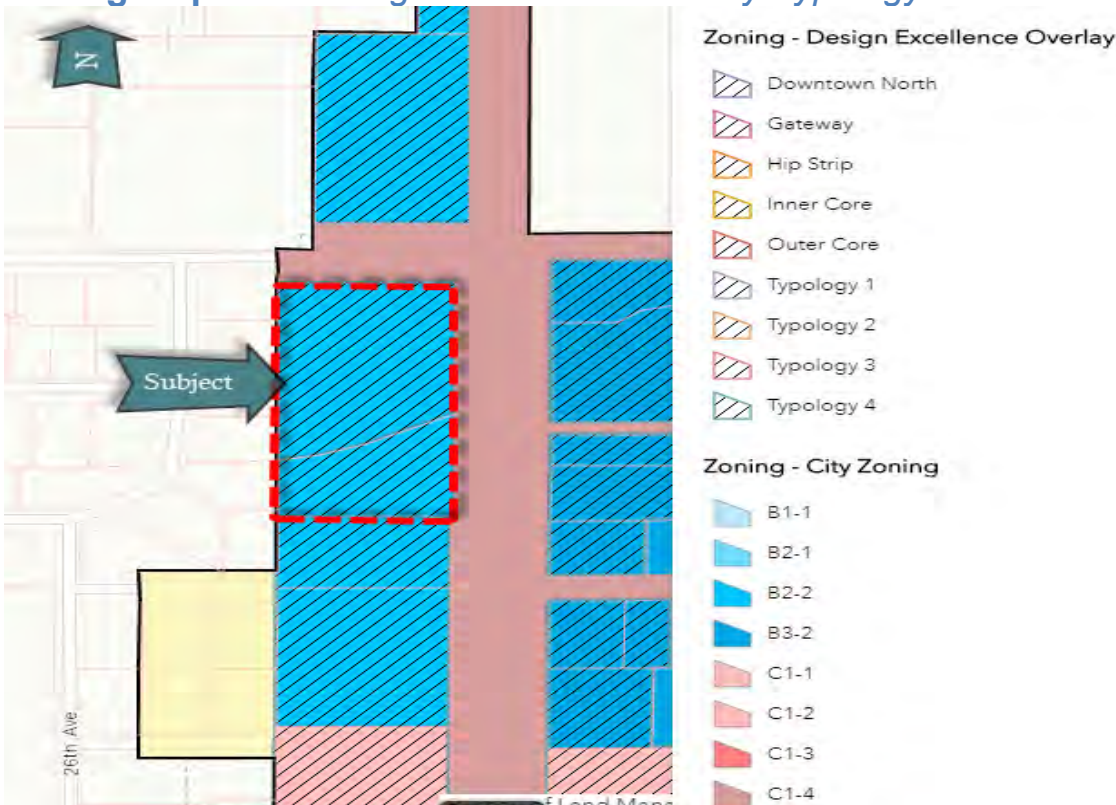 N
Zoning - Design Excellence Overlay
Downtown North
Gateway
Hip Strip
Inner Core
Outer Core
Typology 1
Typology 2
Typology 3
Typology 4
Subject
Zoning - City Zoning
B1-1
B2-1
B2-2
B3-2
C1-1
C1-2
C1-3
C1-4
26th Ave